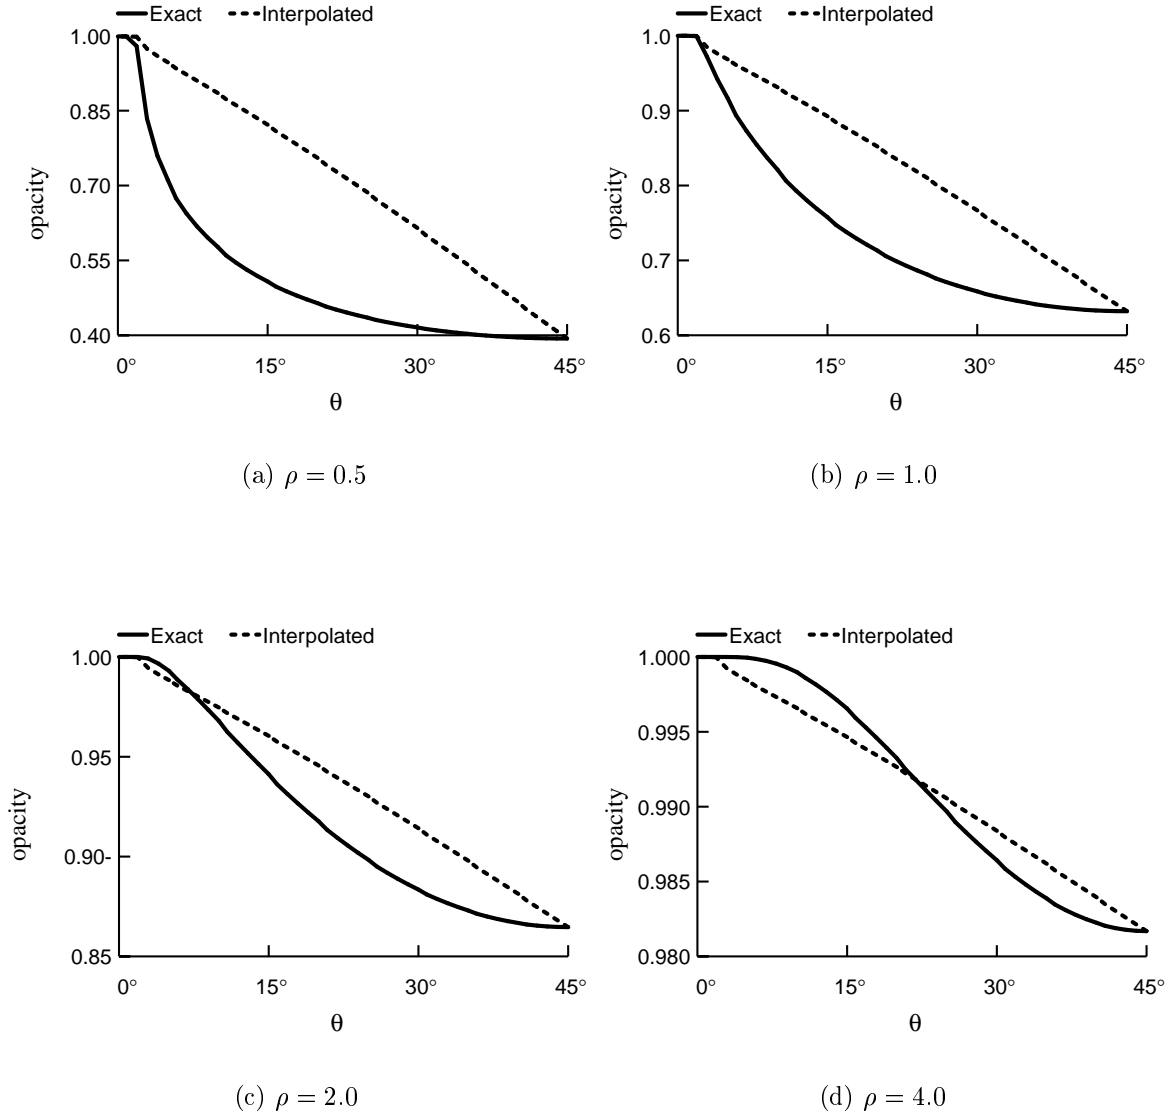 Exact Interpolated
1.00
0.85
0.70
0.55
0.40
opacity
0° 15° 30° 45°
θ
(a) ρ = 0.5
Exact Interpolated
1.0
0.9
0.8
0.7
0.6
opacity
0° 15° 30° 45°
θ
(b) ρ = 1.0
Exact Interpolated
1.00
0.95
0.90-
0.85
opacity
0° 15° 30° 45°
θ
(c) ρ = 2.0
Exact Interpolated
1.000
0.995
0.990
0.985
0.980
opacity
0° 15° 30° 45°
θ
(d) ρ = 4.0